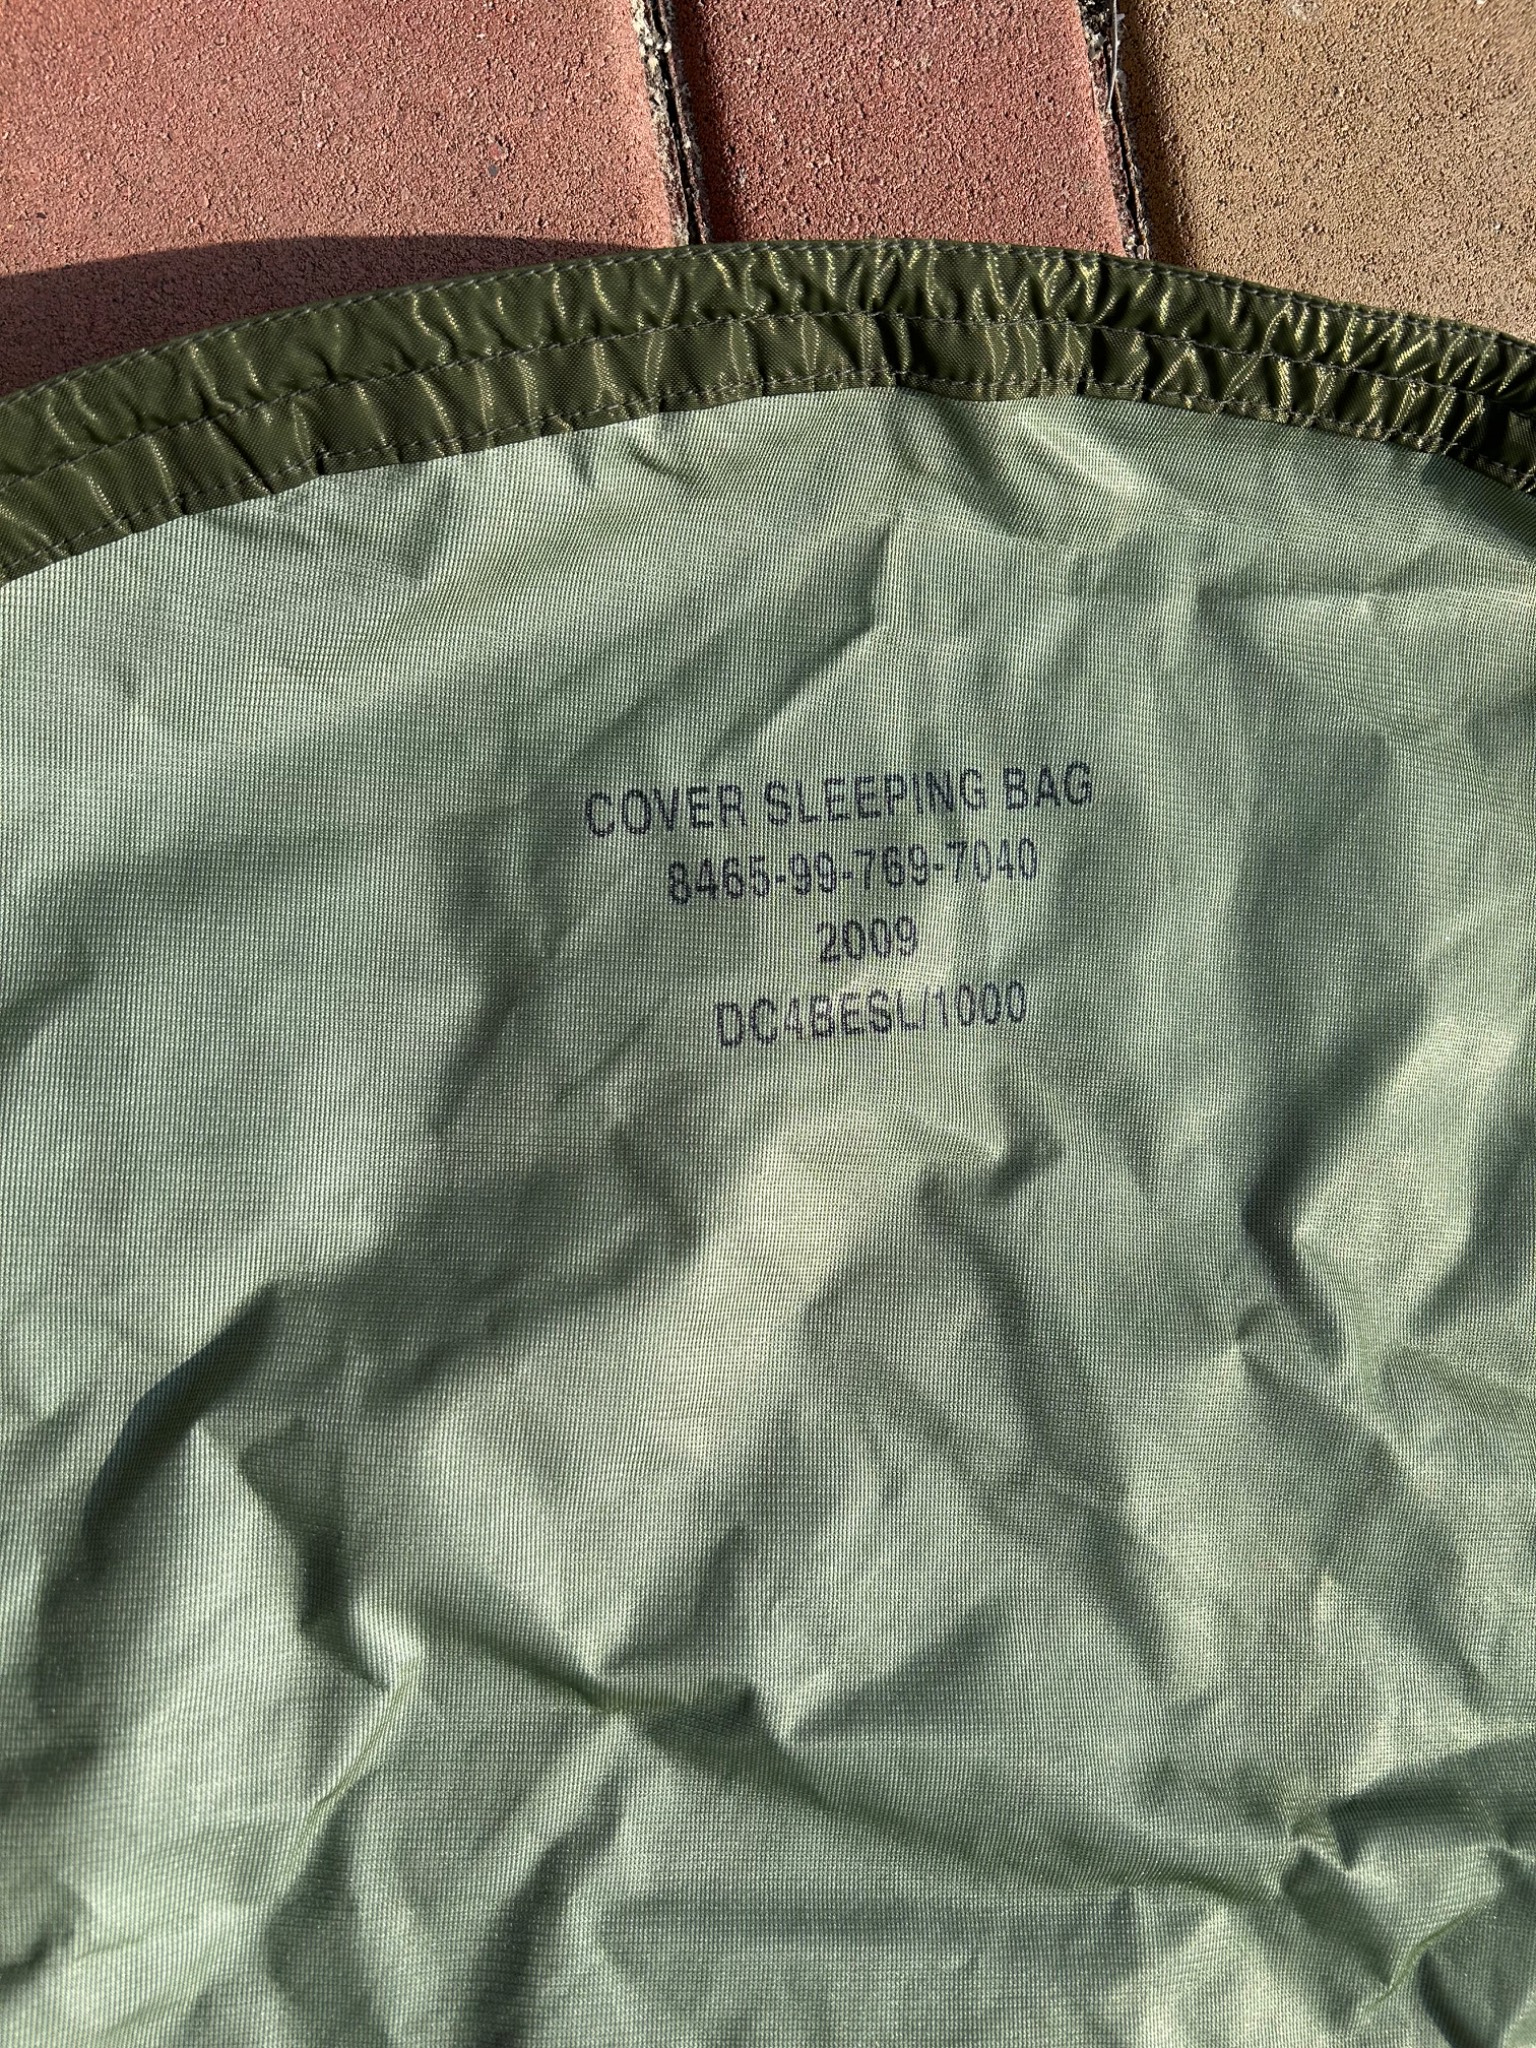 COVER SLEEPING BAG
8465-99-769-7040
2009
DC4BESL/1000